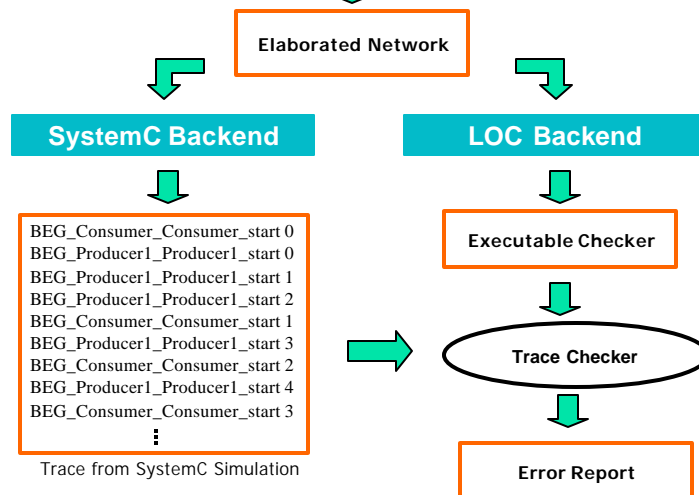 Elaborated Network
SystemC Backend
LOC Backend
BEG_Consumer_Consumer_start 0
BEG_Producer1_Producer1_start 0
BEG_Producer1_Producer1_start 1
BEG_Producer1_Producer1_start 2
BEG_Consumer_Consumer_start 1
BEG_Producer1_Producer1_start 3
BEG_Consumer_Consumer_start 2
BEG_Producer1_Producer1_start 4
BEG_Consumer_Consumer_start 3
⋮
Trace from SystemC Simulation
Executable Checker
Trace Checker
Error Report